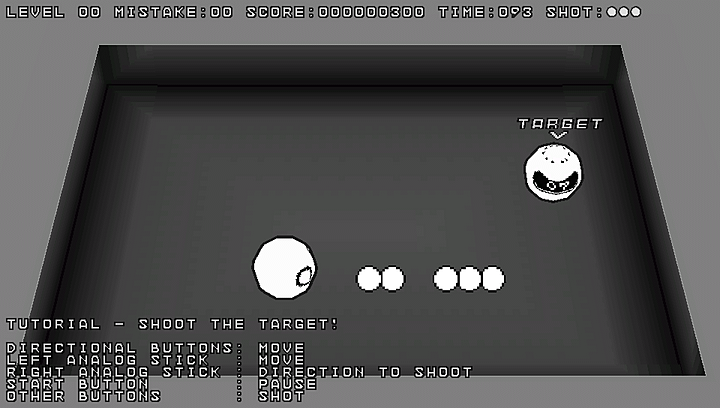 LEVEL 00 MISTAKE:00 SCORE:000000300 TIME:093 SHOT:
TARGET
TUTORIAL - SHOOT THE TARGET!
DIRECTIONAL BUTTONS: MOVE
LEFT ANALOG STICK : MOVE
RIGHT ANALOG STICK : DIRECTION TO SHOOT
START BUTTON : PAUSE
OTHER BUTTONS : SHOT